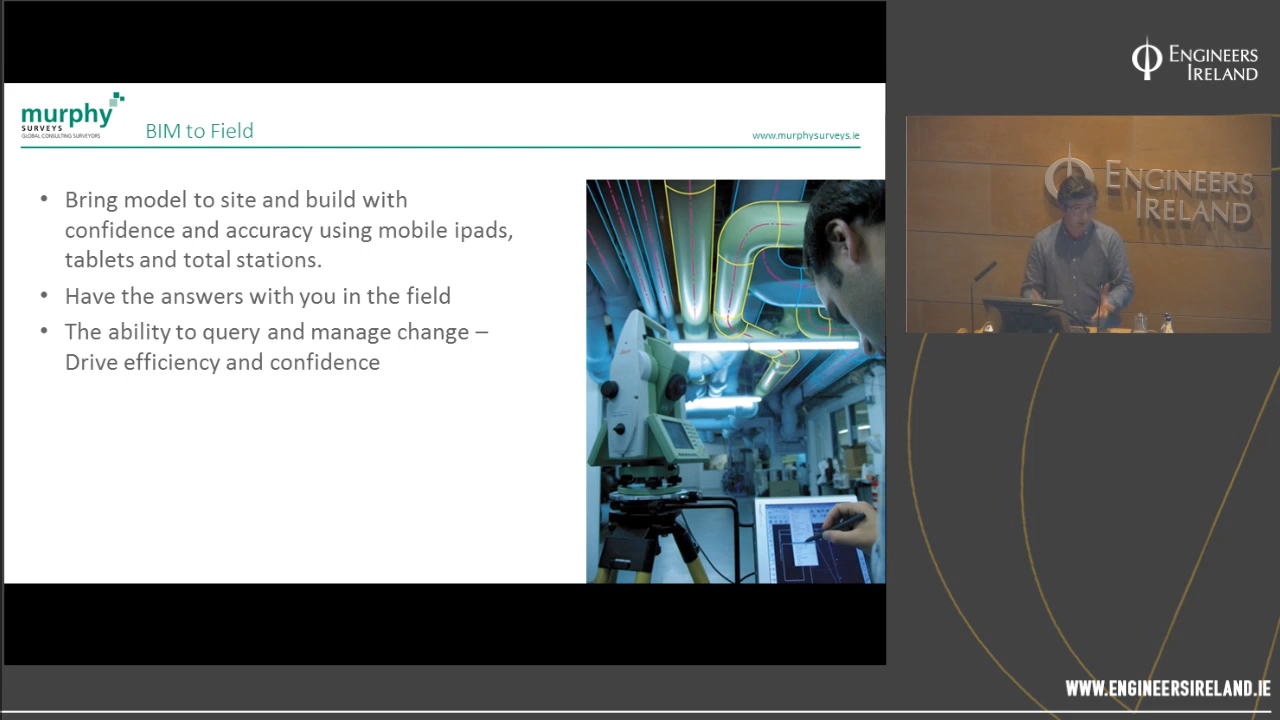 murphy
SURVEYS
GLOBAL CONSULTING SURVEYORS
BIM to Field
www.murphysurveys.ie
• Bring model to site and build with
confidence and accuracy using mobile ipads,
tablets and total stations.
• Have the answers with you in the field
• The ability to query and manage change –
Drive efficiency and confidence
ENGINEERS
IRELAND
ENGINEERS
IRELAND
WWW.ENGINEERSIRELAND.IE